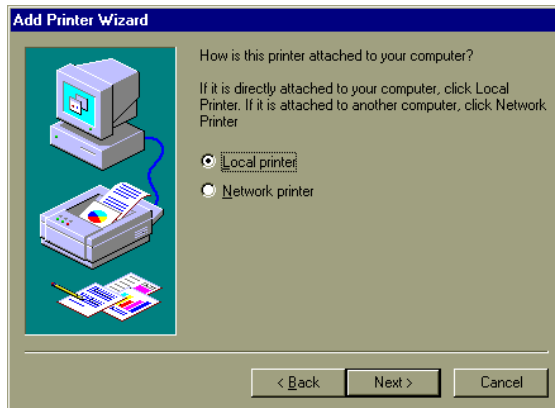 Add Printer Wizard
How is this printer attached to your computer?
If it is directly attached to your computer, click Local
Printer. If it is attached to another computer, click Network
Printer
Local printer
Network printer
< Back
Next >
Cancel